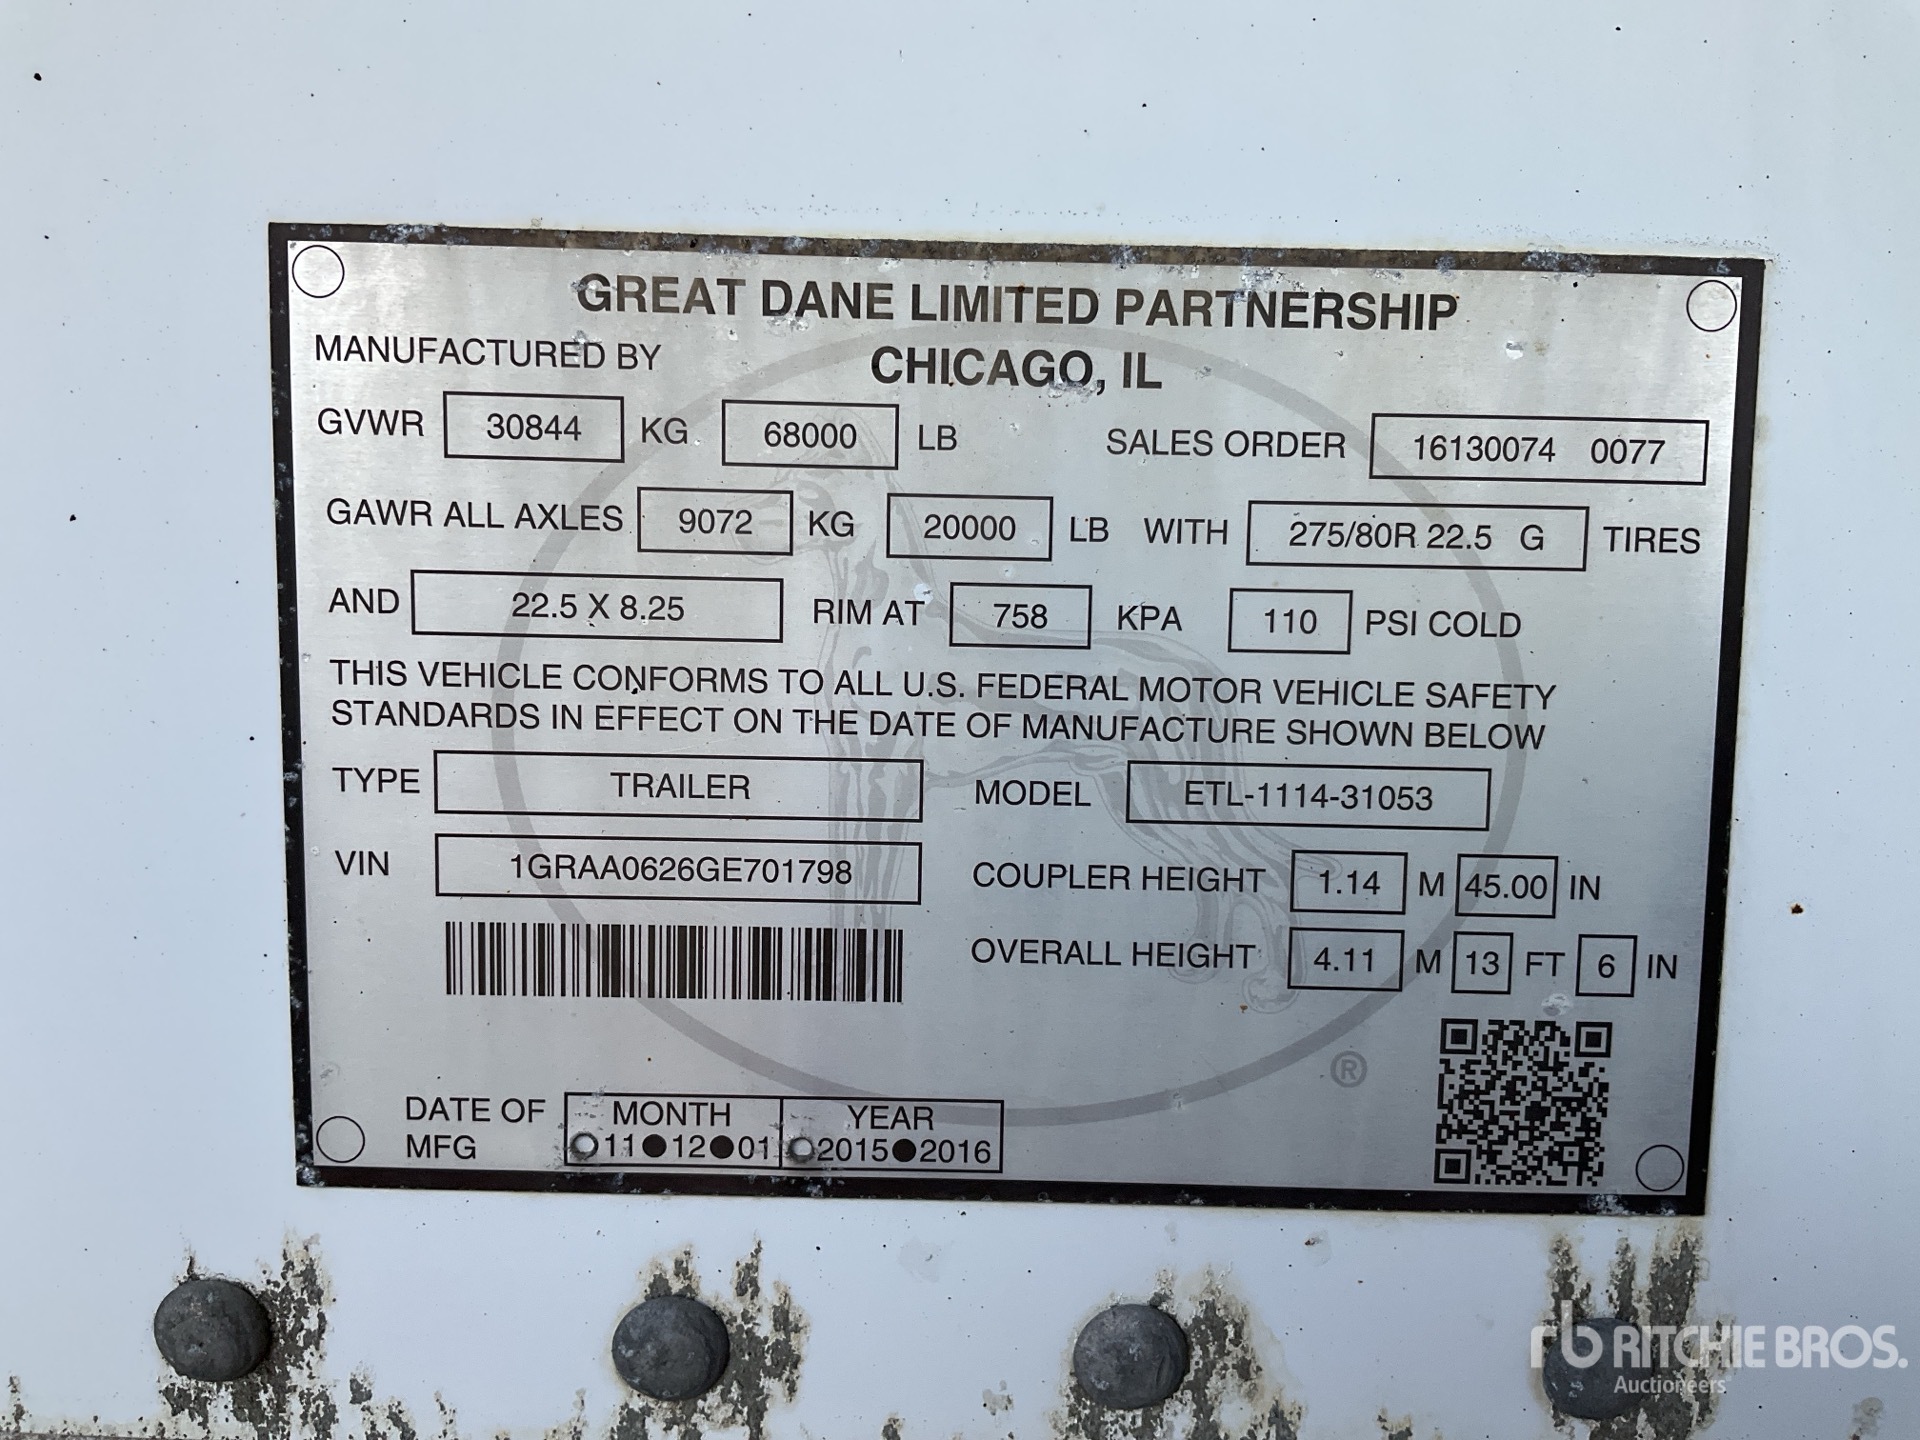 GREAT DANE LIMITED PARTNERSHIP
MANUFACTURED BY CHICAGO, IL
GVWR 30844 KG 68000 LB SALES ORDER 16130074 0077
GAWR ALL AXLES 9072 KG 20000 LB WITH 275/80R 22.5 G TIRES
AND 22.5 X 8.25 RIM AT 758 KPA 110 PSI COLD
THIS VEHICLE CONFORMS TO ALL U.S. FEDERAL MOTOR VEHICLE SAFETY
STANDARDS IN EFFECT ON THE DATE OF MANUFACTURE SHOWN BELOW
TYPE TRAILER MODEL ETL-1114-31053
VIN 1GRAA0626GE701798 COUPLER HEIGHT 1.14 M 45.00 IN
OVERALL HEIGHT 4.11 M 13 FT 6 IN
®
DATE OF MONTH YEAR
MFG ○11●12●01 ○2015●2016
rb RITCHIE BROS.
Auctioneers